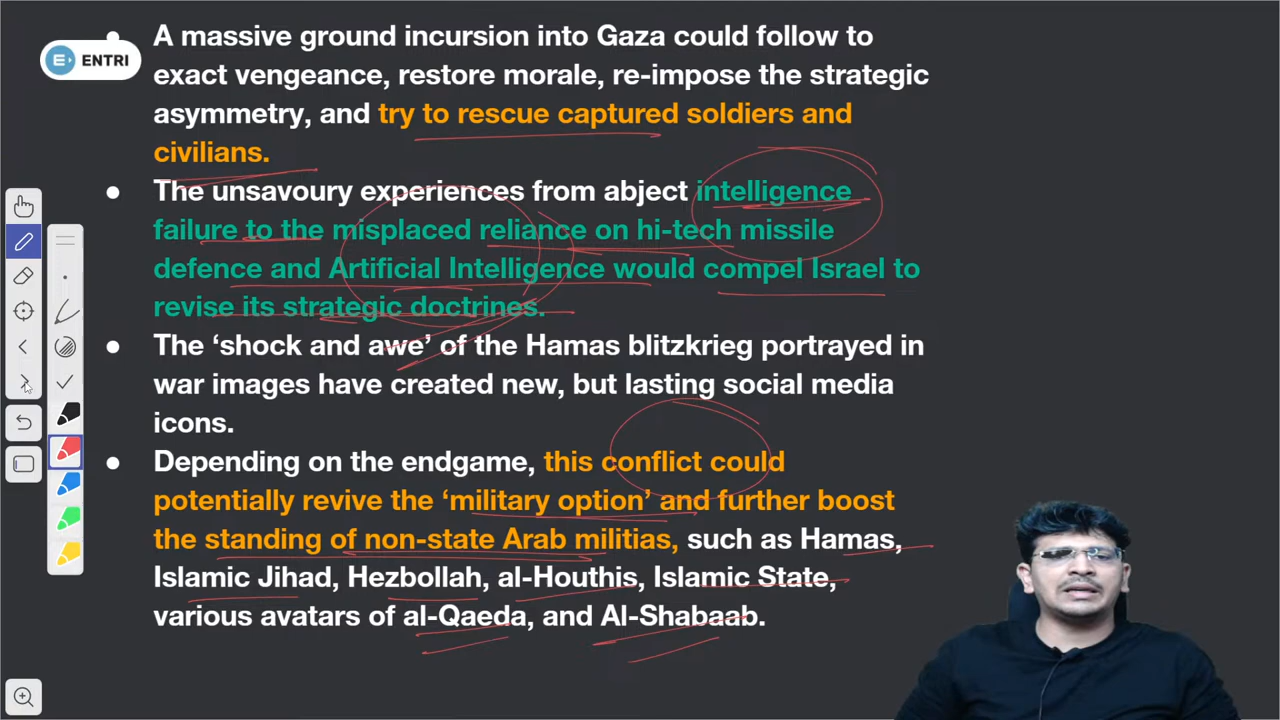 A massive ground incursion into Gaza could follow to
ENTRI
exact vengeance, restore morale, re-impose the strategic
asymmetry, and try to rescue captured soldiers and
civilians.
The unsavoury experiences from abject intelligence
failure to the misplaced reliance on hi-tech missile
defence and Artificial Intelligence would compel Israel to
revise its strategic doctrines.
The ‘shock and awe’ of the Hamas blitzkrieg portrayed in
war images have created new, but lasting social media
icons.
Depending on the endgame, this conflict could
potentially revive the ‘military option’ and further boost
the standing of non-state Arab militias, such as Hamas,
Islamic Jihad, Hezbollah, al-Houthis, Islamic State,
various avatars of al-Qaeda, and Al-Shabaab.